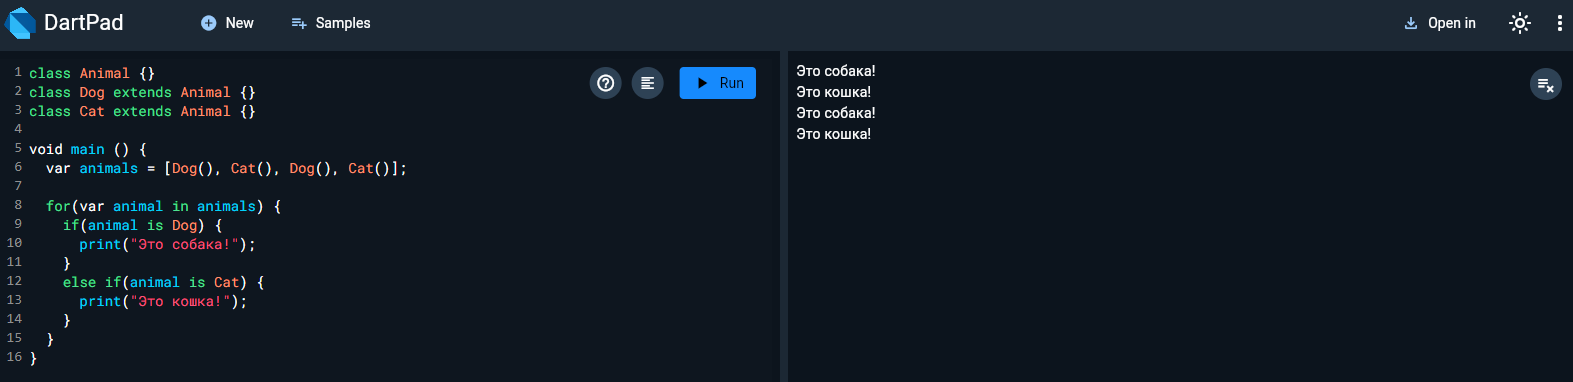 DartPad
New
Samples
Open in
1 class Animal {}
2 class Dog extends Animal {}
3 class Cat extends Animal {}
4
5 void main () {
6   var animals = [Dog(), Cat(), Dog(), Cat()];
7
8   for(var animal in animals) {
9     if(animal is Dog) {
10       print("Это собака!");
11     }
12     else if(animal is Cat) {
13       print("Это кошка!");
14     }
15   }
16 }
Run
Это собака!
Это кошка!
Это собака!
Это кошка!